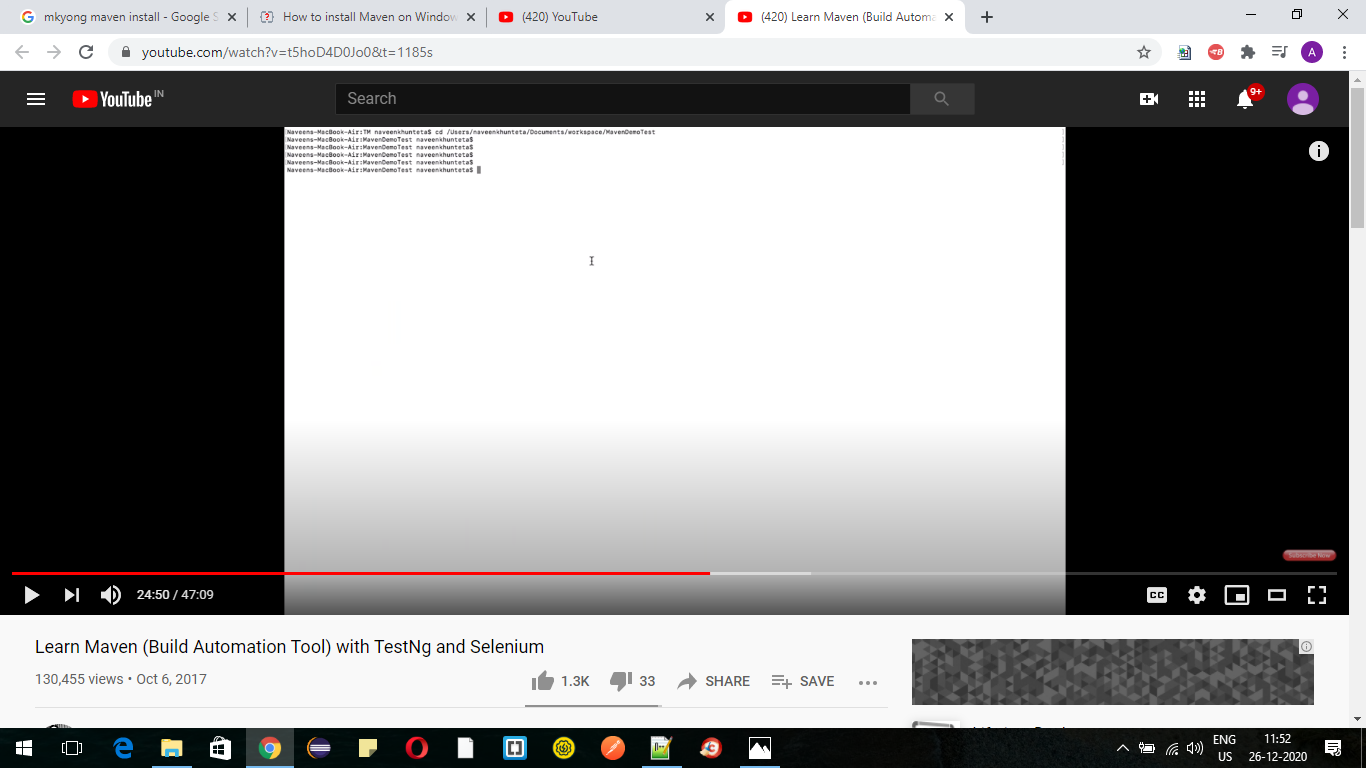 mkyong maven install - Google S
How to install Maven on Window
(420) YouTube
(420) Learn Maven (Build Automa
youtube.com/watch?v=t5hoD4D0Jo0&t=1185s
A
YouTube IN
Search
9+
Naveens-MacBook-Air:TM naveenkhunteta$ cd /Users/naveenkhunteta/Documents/workspace/MavenDemoTest
Naveens-MacBook-Air:MavenDemoTest naveenkhunteta$
Naveens-MacBook-Air:MavenDemoTest naveenkhunteta$
Naveens-MacBook-Air:MavenDemoTest naveenkhunteta$
Naveens-MacBook-Air:MavenDemoTest naveenkhunteta$
Naveens-MacBook-Air:MavenDemoTest naveenkhunteta$
Subscribe Now
24:50 / 47:09
CC
Learn Maven (Build Automation Tool) with TestNg and Selenium
130,455 views • Oct 6, 2017
1.3K
33
SHARE
SAVE
ENG
US
11:52
26-12-2020